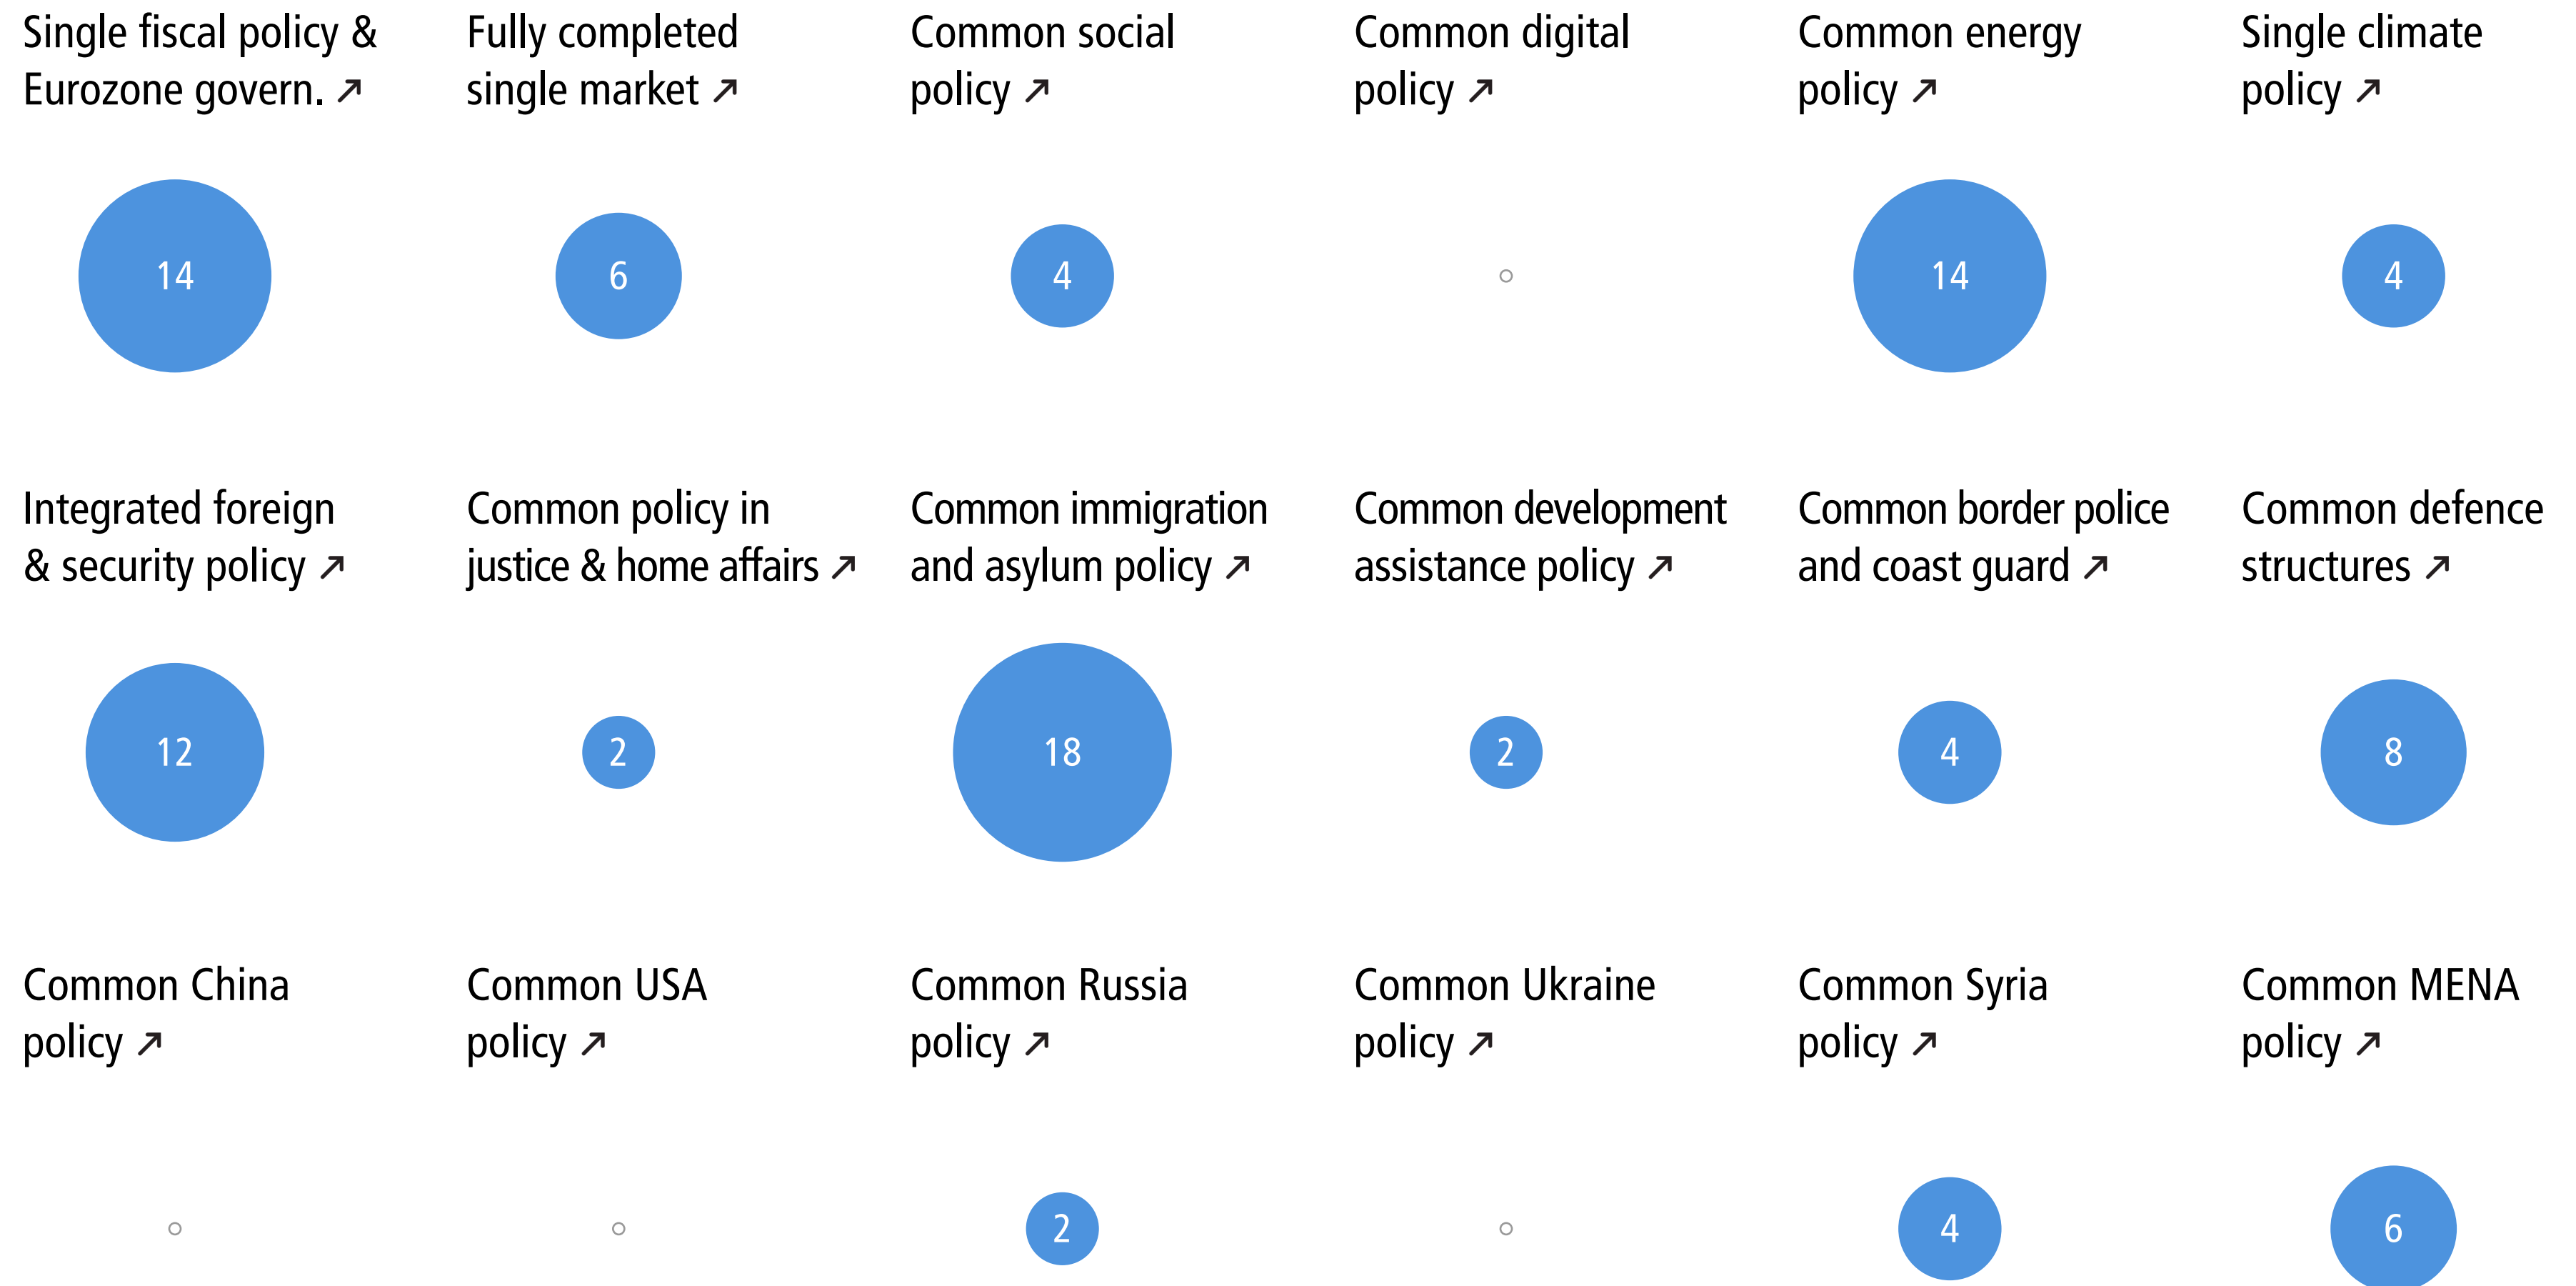 Single fiscal policy &
Eurozone govern. ↗
Fully completed
single market ↗
Common social
policy ↗
Common digital
policy ↗
Common energy
policy ↗
Single climate
policy ↗
14
6
4
14
4
Integrated foreign
& security policy ↗
Common policy in
justice & home affairs ↗
Common immigration
and asylum policy ↗
Common development
assistance policy ↗
Common border police
and coast guard ↗
Common defence
structures ↗
12
2
18
2
4
8
Common China
policy ↗
Common USA
policy ↗
Common Russia
policy ↗
Common Ukraine
policy ↗
Common Syria
policy ↗
Common MENA
policy ↗
2
4
6